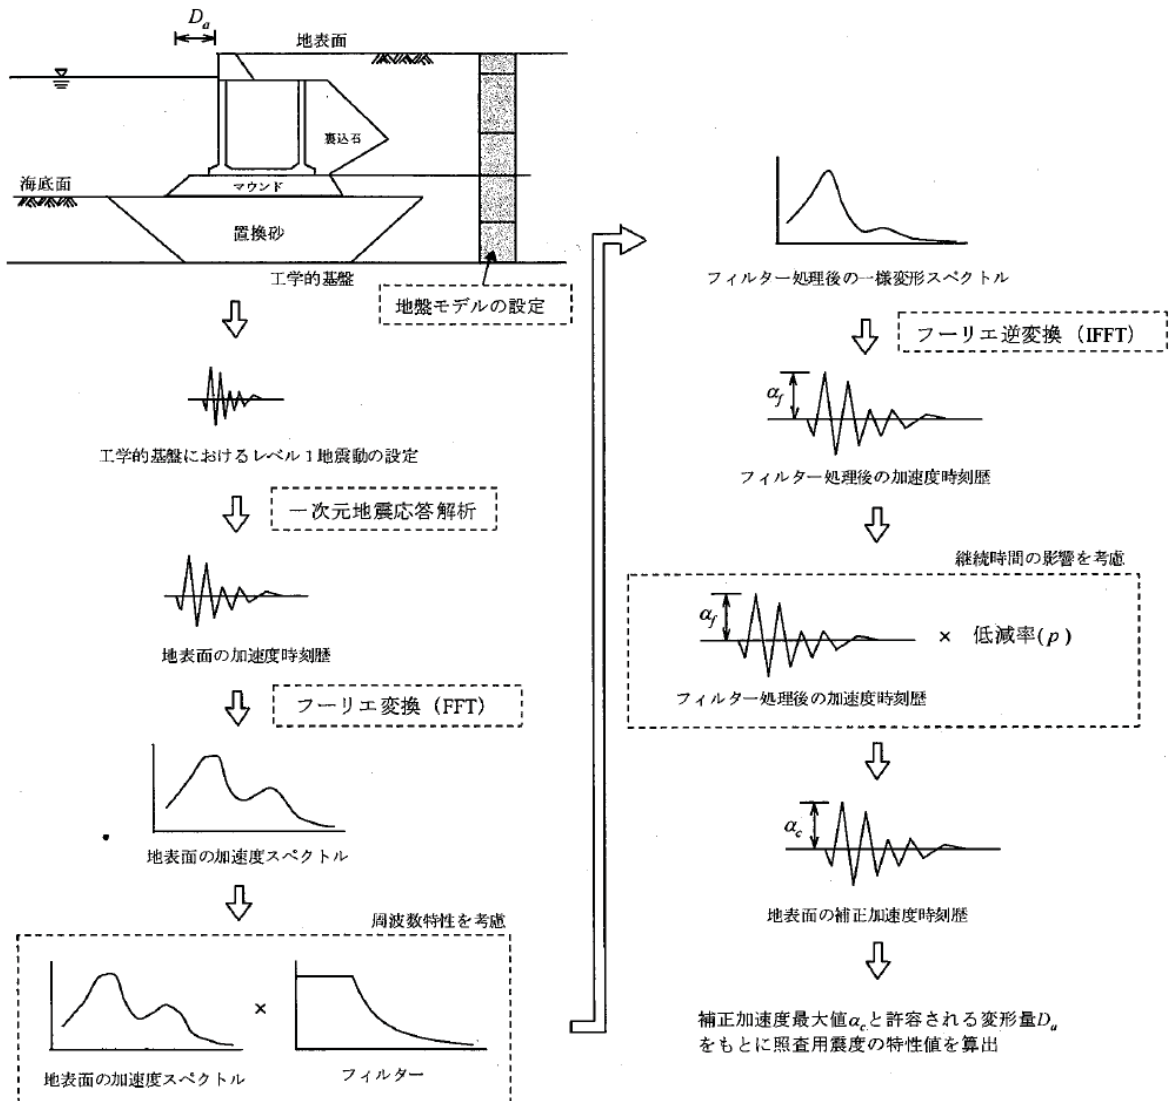 D_a
地表面
裏込石
海底面
マウンド
置換砂
工学的基盤
地盤モデルの設定
工学的基盤におけるレベル1地震動の設定
一次元地震応答解析
地表面の加速度時刻歴
フーリエ変換（FFT）
地表面の加速度スペクトル
周波数特性を考慮
×
地表面の加速度スペクトル
フィルター
フィルター処理後の一様変形スペクトル
フーリエ逆変換（IFFT）
α_f
フィルター処理後の加速度時刻歴
継続時間の影響を考慮
α_f
× 低減率(p)
フィルター処理後の加速度時刻歴
α_c
地表面の補正加速度時刻歴
補正加速度最大値α_cと許容される変形量D_a
をもとに照査用震度の特性値を算出